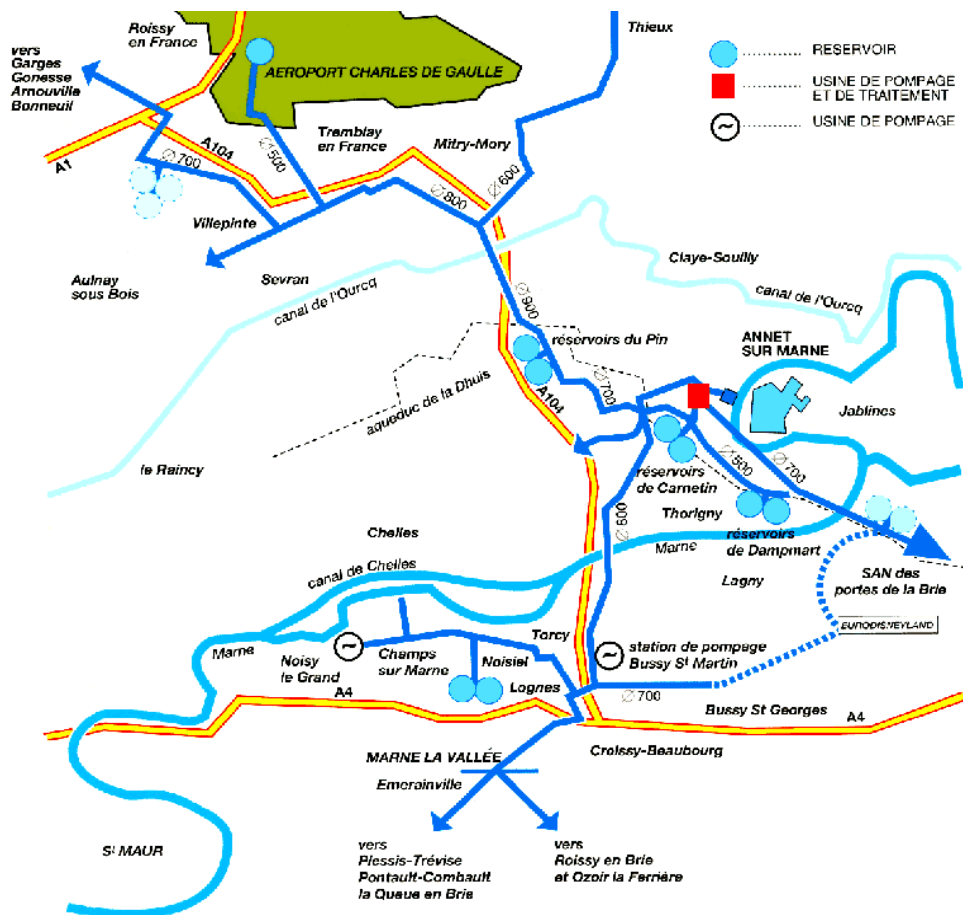 Roissy
en France
vers
Garges
Gonesse
Arnouville
Bonneuil
AEROPORT CHARLES DE GAULLE
Thieux
RESERVOIR
USINE DE POMPAGE
ET DE TRAITEMENT
USINE DE POMPAGE
A1
A104
∅ 700
∅ 500
Tremblay
en France
Mitry-Mory
∅ 600
∅ 800
Villepinte
Aulnay
sous Bois
Sevran
canal de l'Ourcq
Claye-Souilly
canal de l'Ourcq
∅ 900
réservoirs du Pin
ANNET
SUR MARNE
aqueduc de la Dhuis
A104
∅ 700
Jablines
le Raincy
réservoirs
de Carnetin
∅ 500
∅ 700
∅ 600
Thorigny
Chelles
Marne
réservoirs
de Dampmart
canal de Chelles
Lagny
SAN des
portes de la Brie
EURODISNEYLAND
Marne
Noisy
le Grand
Champs
sur Marne
Noisiel
Torcy
station de pompage
Bussy St Martin
Lognes
A4
∅ 700
Bussy St Georges
A4
MARNE LA VALLÉE
Croissy-Beaubourg
Emerainville
St MAUR
vers
Plessis-Trévise
Pontault-Combault
la Queue en Brie
vers
Roissy en Brie
et Ozoir la Ferrière